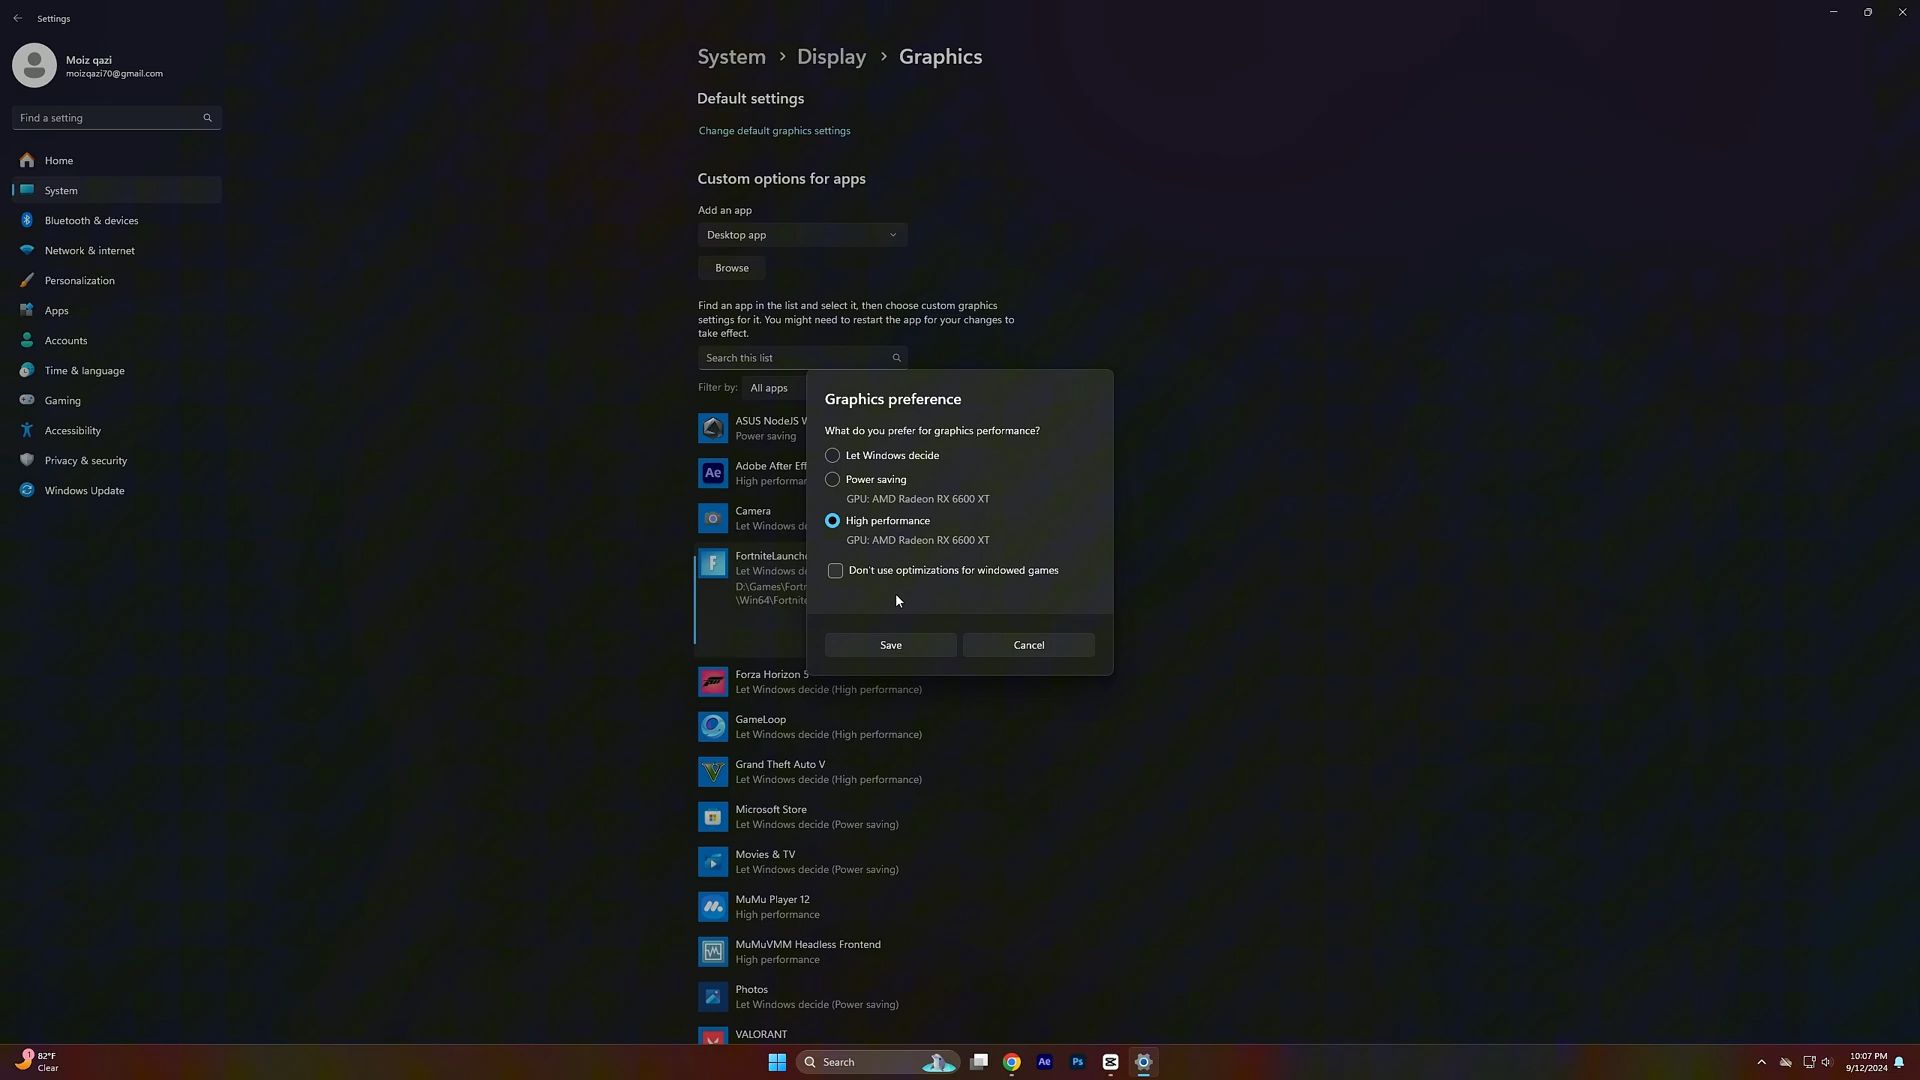 Settings
Moiz qazi
moizqazi70@gmail.com
Find a setting
Home
System
Bluetooth & devices
Network & internet
Personalization
Apps
Accounts
Time & language
Gaming
Accessibility
Privacy & security
Windows Update
System > Display > Graphics
Default settings
Change default graphics settings
Custom options for apps
Add an app
Desktop app
Browse
Find an app in the list and select it, then choose custom graphics
settings for it. You might need to restart the app for your changes to
take effect.
Search this list
Filter by: All apps
ASUS NodeJS W
Power saving
Adobe After Eff
High performan
Camera
Let Windows de
FortniteLaunche
Let Windows de
D:\Games\Fortn
\Win64\Fortnite
Graphics preference
What do you prefer for graphics performance?
Let Windows decide
Power saving
GPU: AMD Radeon RX 6600 XT
High performance
GPU: AMD Radeon RX 6600 XT
Don't use optimizations for windowed games
Save
Cancel
Forza Horizon 5
Let Windows decide (High performance)
GameLoop
Let Windows decide (High performance)
Grand Theft Auto V
Let Windows decide (High performance)
Microsoft Store
Let Windows decide (Power saving)
Movies & TV
Let Windows decide (Power saving)
MuMu Player 12
High performance
MuMuVMM Headless Frontend
High performance
Photos
Let Windows decide (Power saving)
VALORANT
1
82°F
Clear
Search
Ae
Ps
10:07 PM
9/12/2024